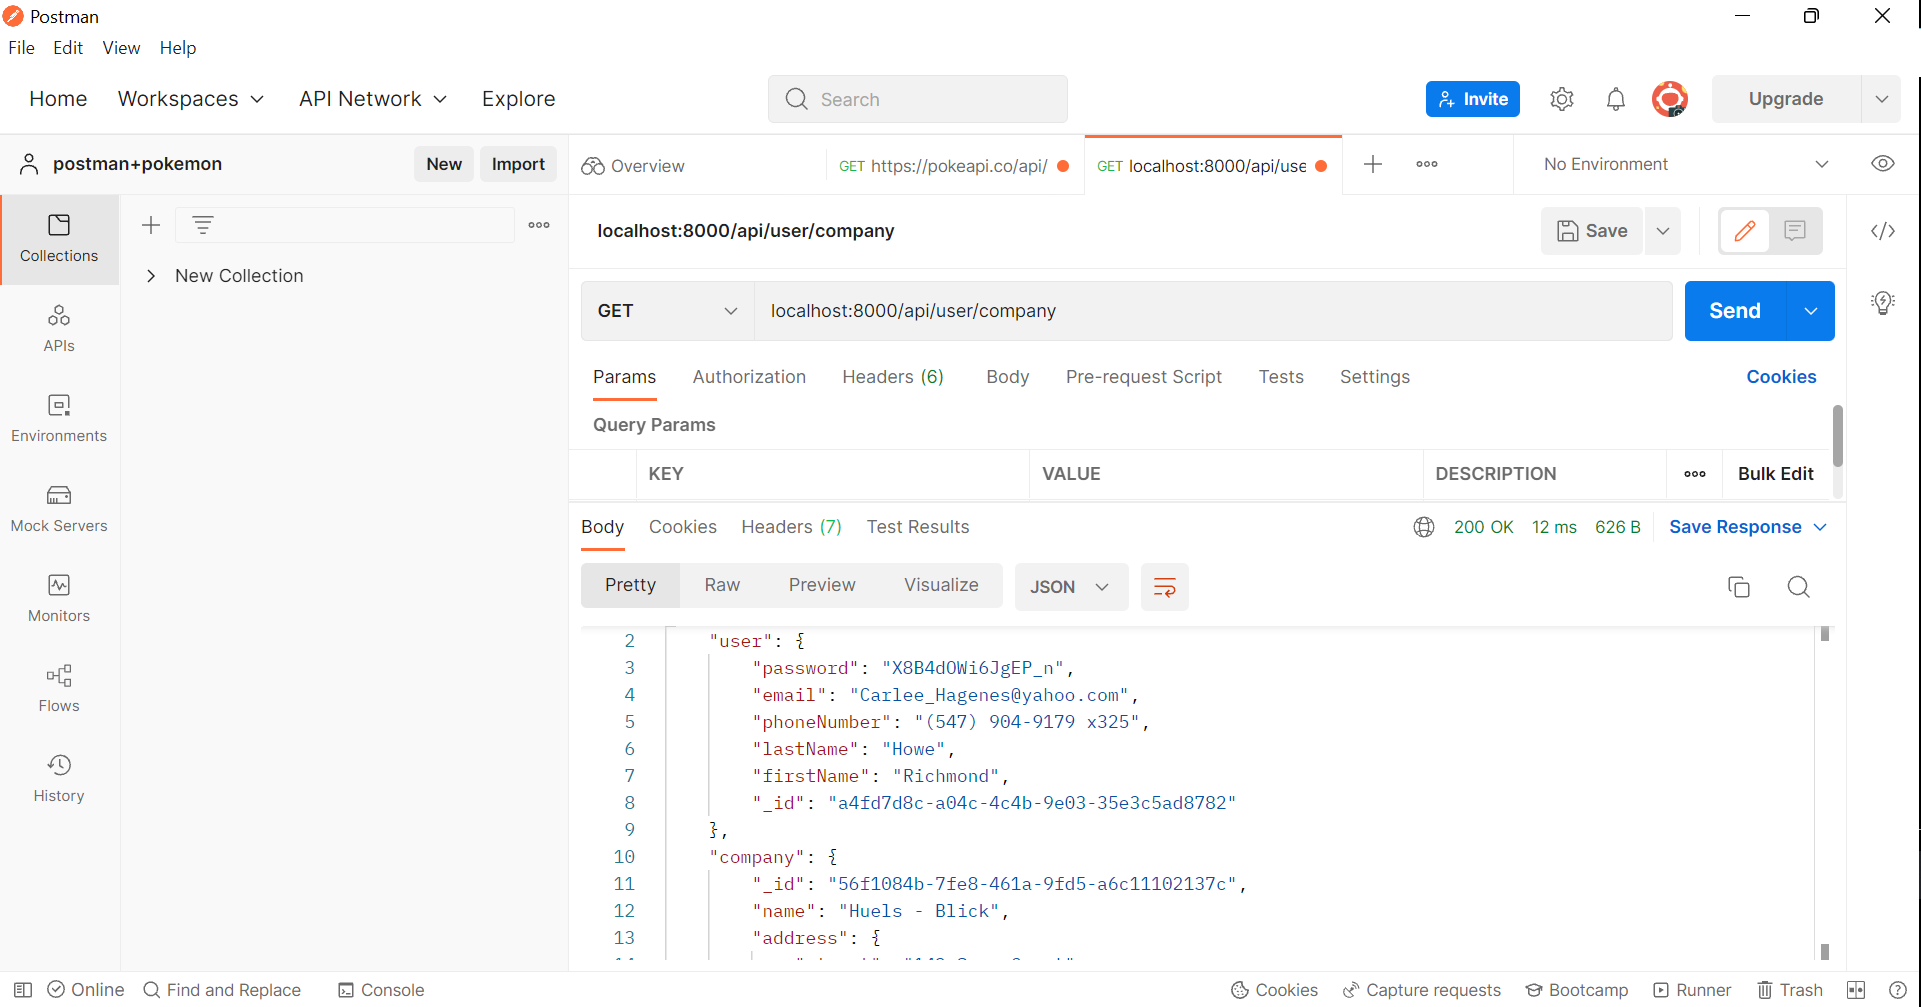 Postman
File Edit View Help
Home Workspaces API Network Explore Search Invite Upgrade
postman+pokemon New Import Overview GET https://pokeapi.co/api/ GET localhost:8000/api/use No Environment
Collections
APIs
Environments
Mock Servers
Monitors
Flows
History
New Collection
localhost:8000/api/user/company Save
GET localhost:8000/api/user/company Send
Params Authorization Headers (6) Body Pre-request Script Tests Settings Cookies
Query Params
KEY VALUE DESCRIPTION Bulk Edit
Body Cookies Headers (7) Test Results 200 OK 12 ms 626 B Save Response
Pretty Raw Preview Visualize JSON
2 "user": {
3 "password": "X8B4dOWi6JgEP_n",
4 "email": "Carlee_Hagenes@yahoo.com",
5 "phoneNumber": "(547) 904-9179 x325",
6 "lastName": "Howe",
7 "firstName": "Richmond",
8 "_id": "a4fd7d8c-a04c-4c4b-9e03-35e3c5ad8782"
9 },
10 "company": {
11 "_id": "56f1084b-7fe8-461a-9fd5-a6c11102137c",
12 "name": "Huels - Blick",
13 "address": {
Online Find and Replace Console Cookies Capture requests Bootcamp Runner Trash